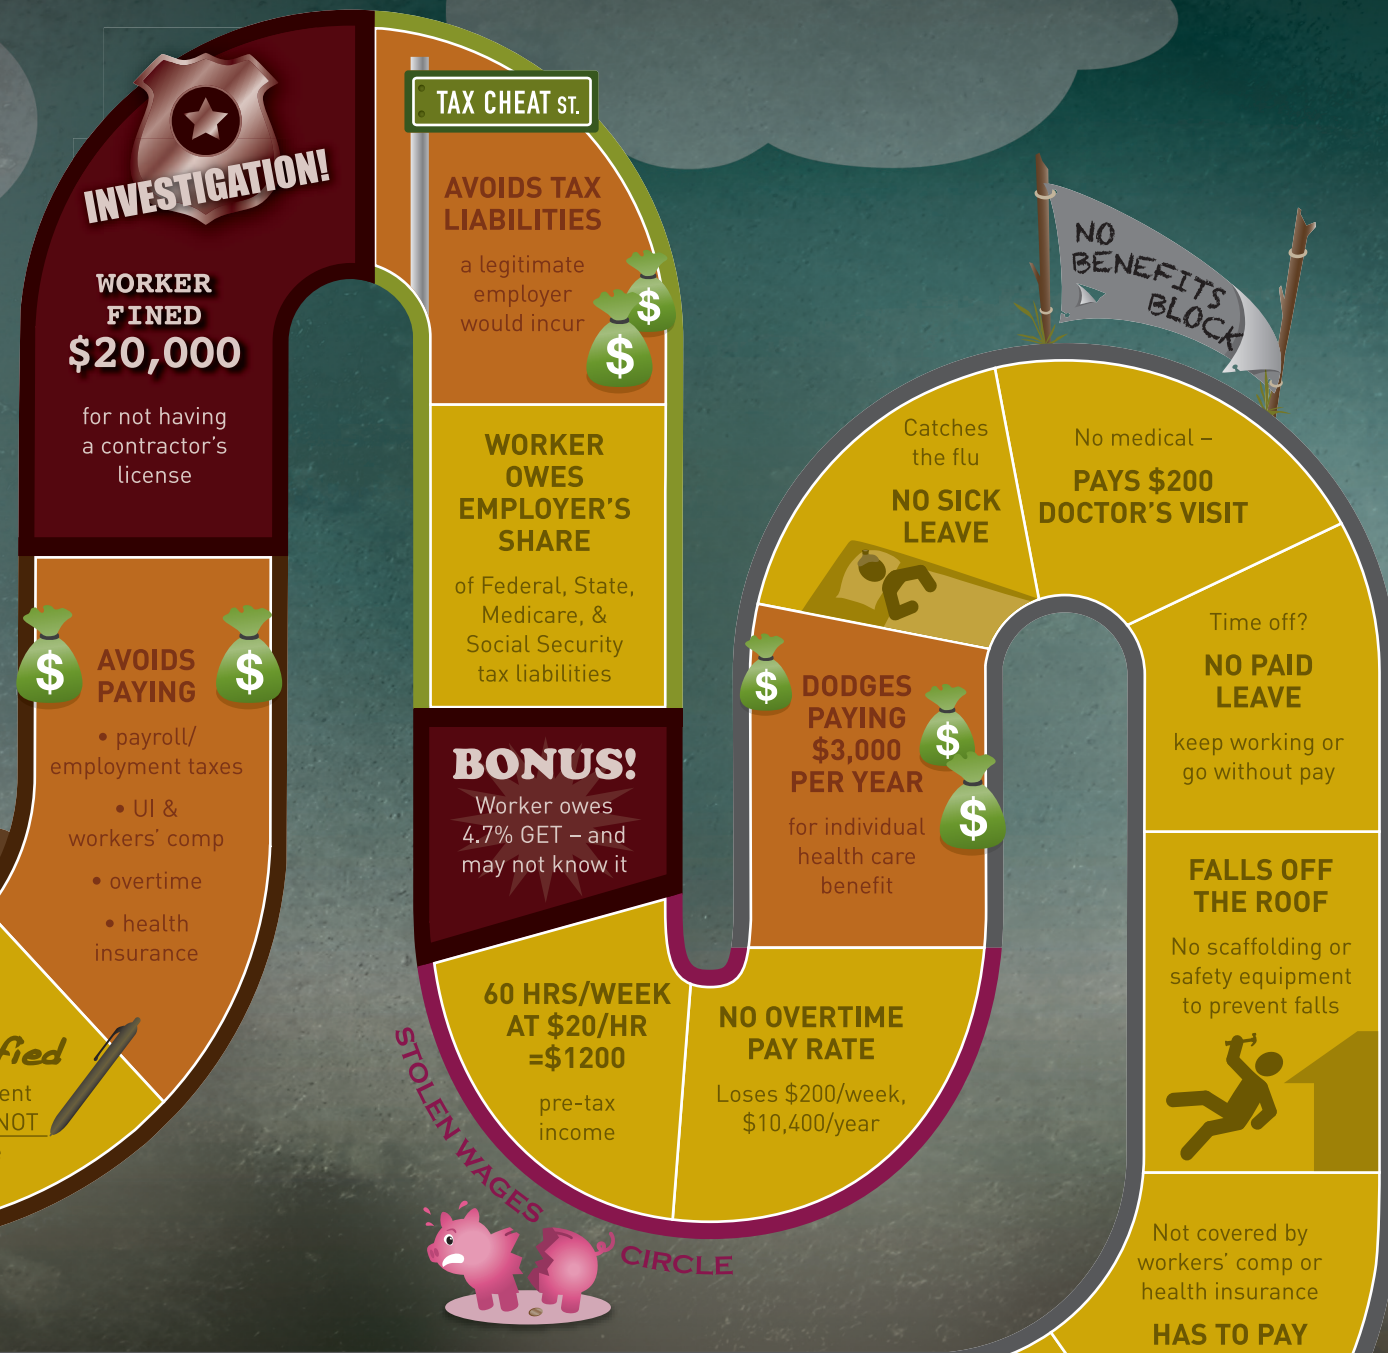 fied
ent
NOT
AVOIDS
PAYING
• payroll/
employment taxes
• UI &
workers' comp
• overtime
• health
insurance
$
$
INVESTIGATION!
WORKER
FINED
$20,000
for not having
a contractor's
license
TAX CHEAT ST.
AVOIDS TAX
LIABILITIES
a legitimate
employer
would incur
$
$
WORKER
OWES
EMPLOYER'S
SHARE
of Federal, State,
Medicare, &
Social Security
tax liabilities
BONUS!
Worker owes
4.7% GET – and
may not know it
STOLEN WAGES CIRCLE
60 HRS/WEEK
AT $20/HR
=$1200
pre-tax
income
NO OVERTIME
PAY RATE
Loses $200/week,
$10,400/year
DODGES
PAYING
$3,000
PER YEAR
for individual
health care
benefit
$
$
$
Catches
the flu
NO SICK
LEAVE
NO
BENEFITS
BLOCK
No medical –
PAYS $200
DOCTOR'S VISIT
Time off?
NO PAID
LEAVE
keep working or
go without pay
FALLS OFF
THE ROOF
No scaffolding or
safety equipment
to prevent falls
Not covered by
workers' comp or
health insurance
HAS TO PAY